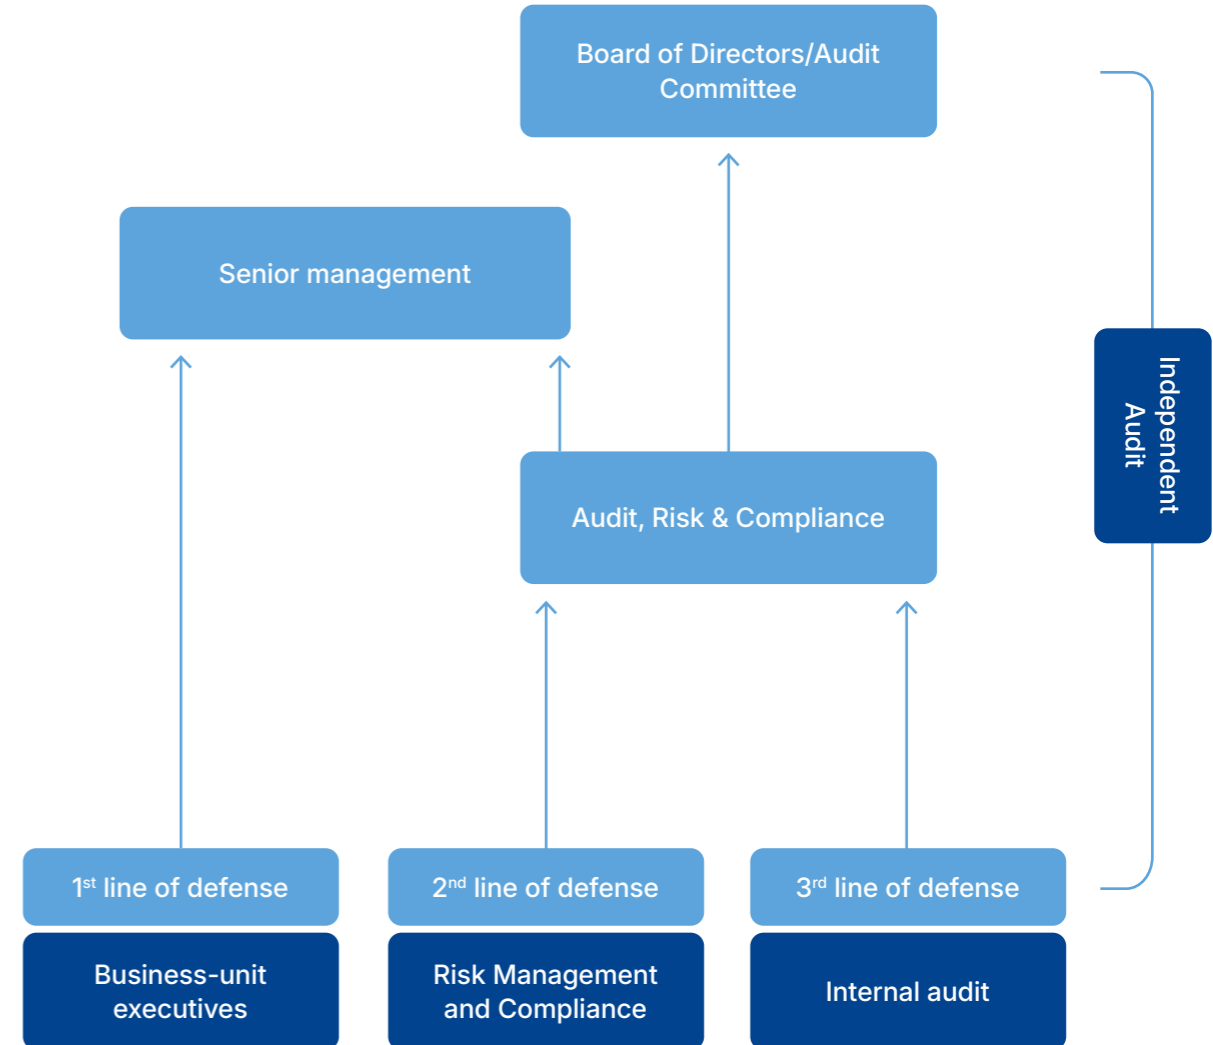 Board of Directors/Audit
Committee
Senior management
Independent
Audit
Audit, Risk & Compliance
1st line of defense
2nd line of defense
3rd line of defense
Business-unit
executives
Risk Management
and Compliance
Internal audit